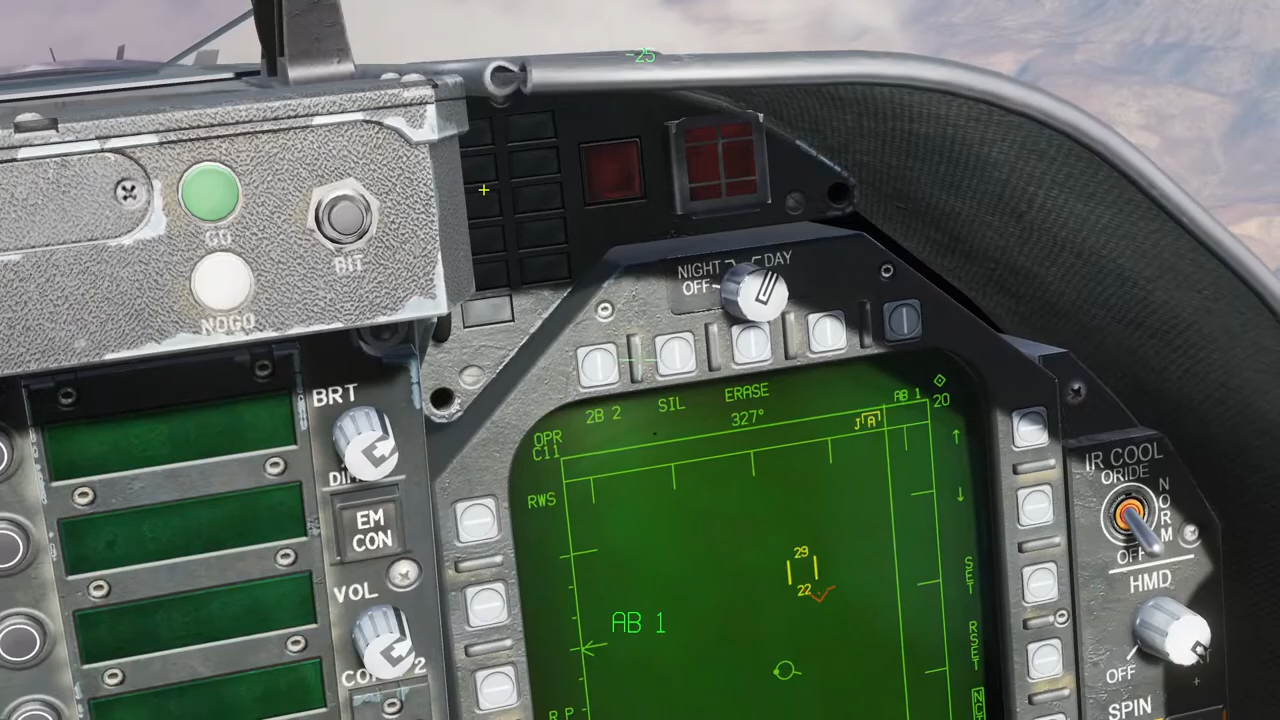 -25
GO
BIT
NOGO
NIGHT
DAY
OFF
BRT
EM
CON
VOL
2B 2
SIL
ERASE
AB 1
20
OPR
C11
327°
RWS
29
22
AB 1
SET
RSET
IR COOL
ORIDE
NORM
OFF
HMD
OFF
SPIN